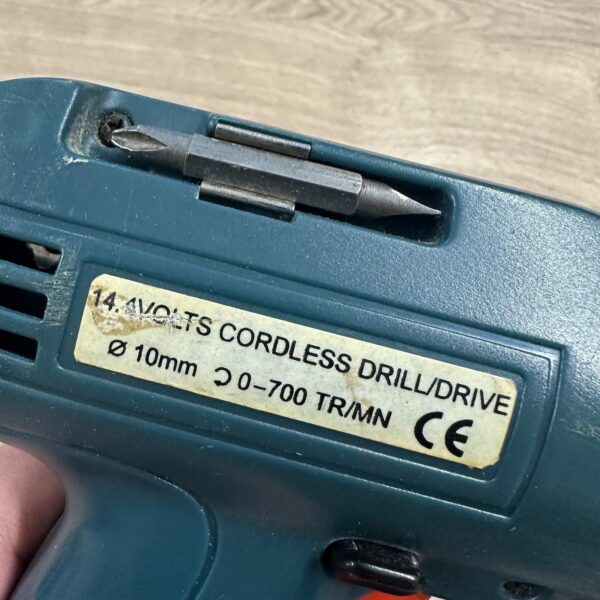 14.4VOLTS CORDLESS DRILL/DRIVE
Ø 10mm ⊃ 0-700 TR/MN CE